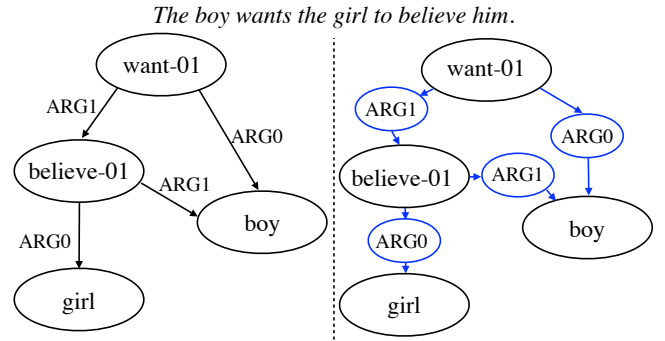 The boy wants the girl to believe him.
want-01
ARG1
ARG0
believe-01
ARG1
boy
ARG0
girl
want-01
ARG1
ARG0
believe-01
ARG1
boy
ARG0
girl